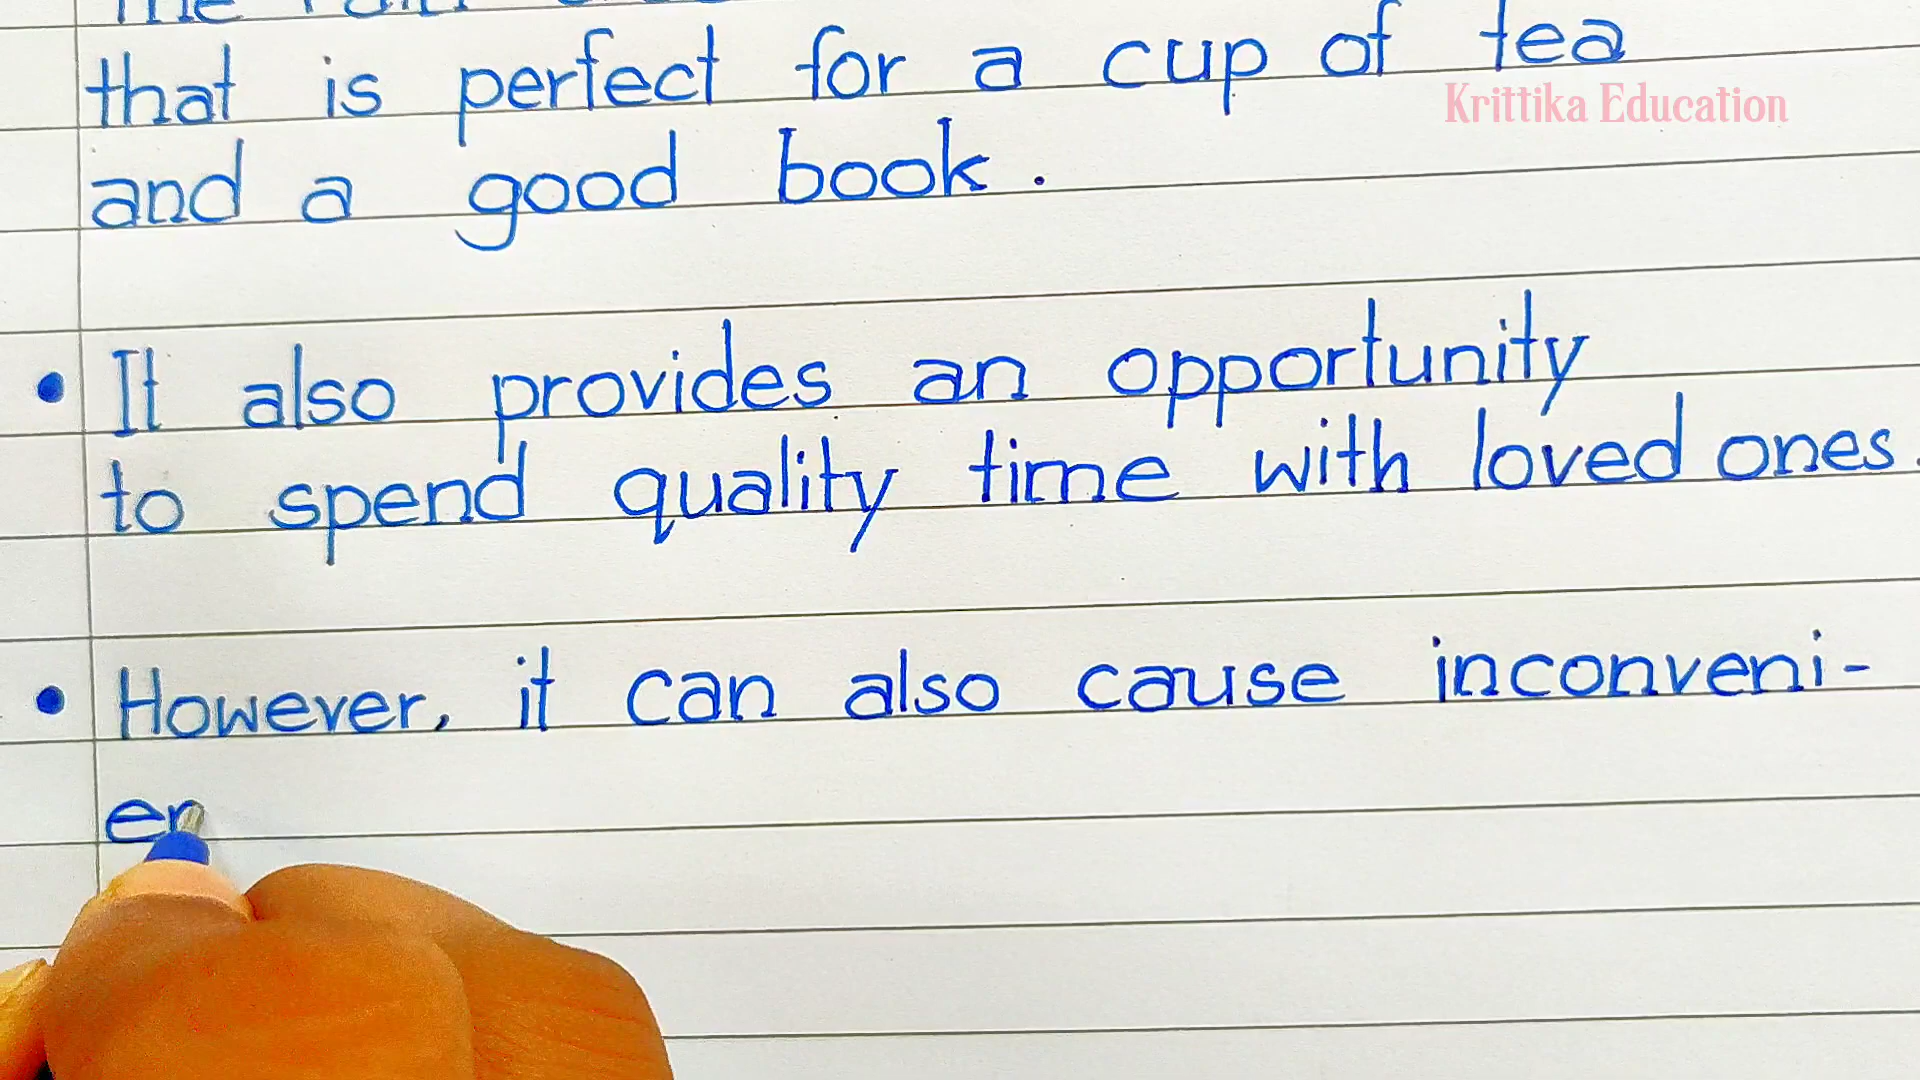 that is perfect for a cup of tea
Krittika Education
and a good book.
• It also provides an opportunity
to spend quality time with loved ones.
• However, it can also cause inconveni-
en